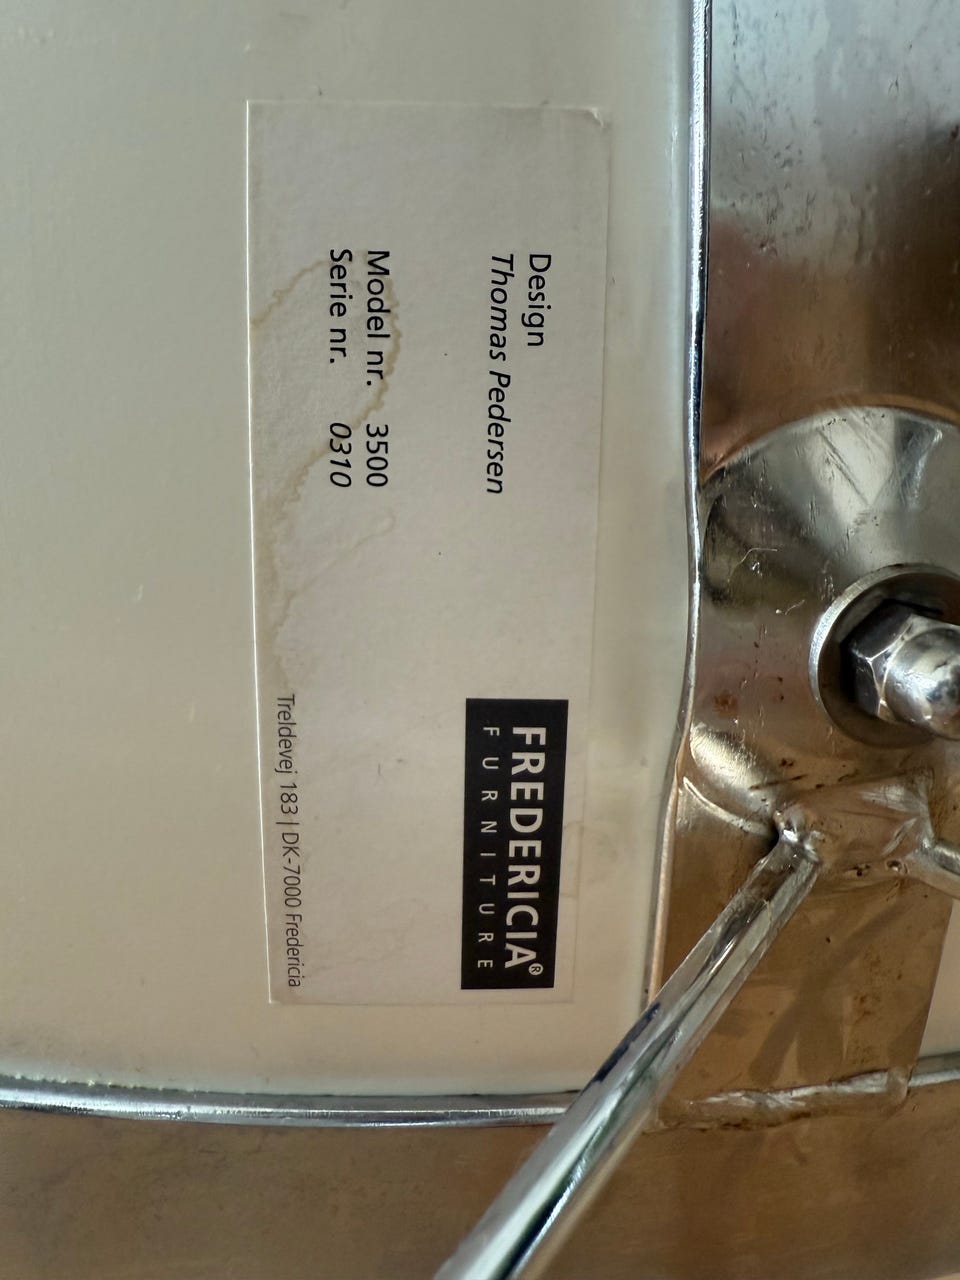 Design
Thomas Pedersen
Model nr. 3500
Serie nr. 0310
FREDERICIA®
FURNITURE
Treldevej 183 | DK-7000 Fredericia